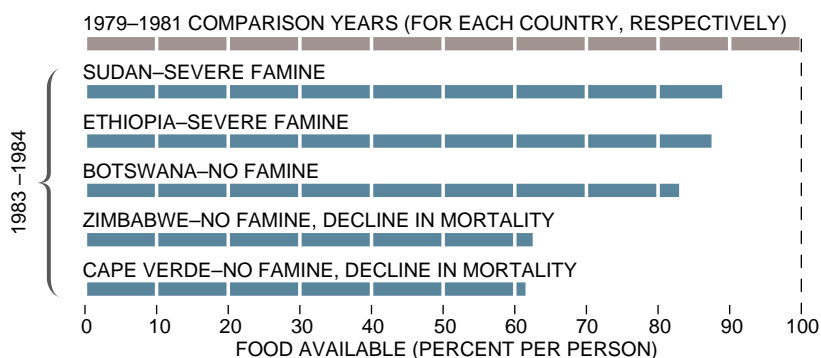 1979–1981 COMPARISON YEARS (FOR EACH COUNTRY, RESPECTIVELY)
SUDAN–SEVERE FAMINE
ETHIOPIA–SEVERE FAMINE
BOTSWANA–NO FAMINE
ZIMBABWE–NO FAMINE, DECLINE IN MORTALITY
CAPE VERDE–NO FAMINE, DECLINE IN MORTALITY
1983 –1984
0 10 20 30 40 50 60 70 80 90 100
FOOD AVAILABLE (PERCENT PER PERSON)